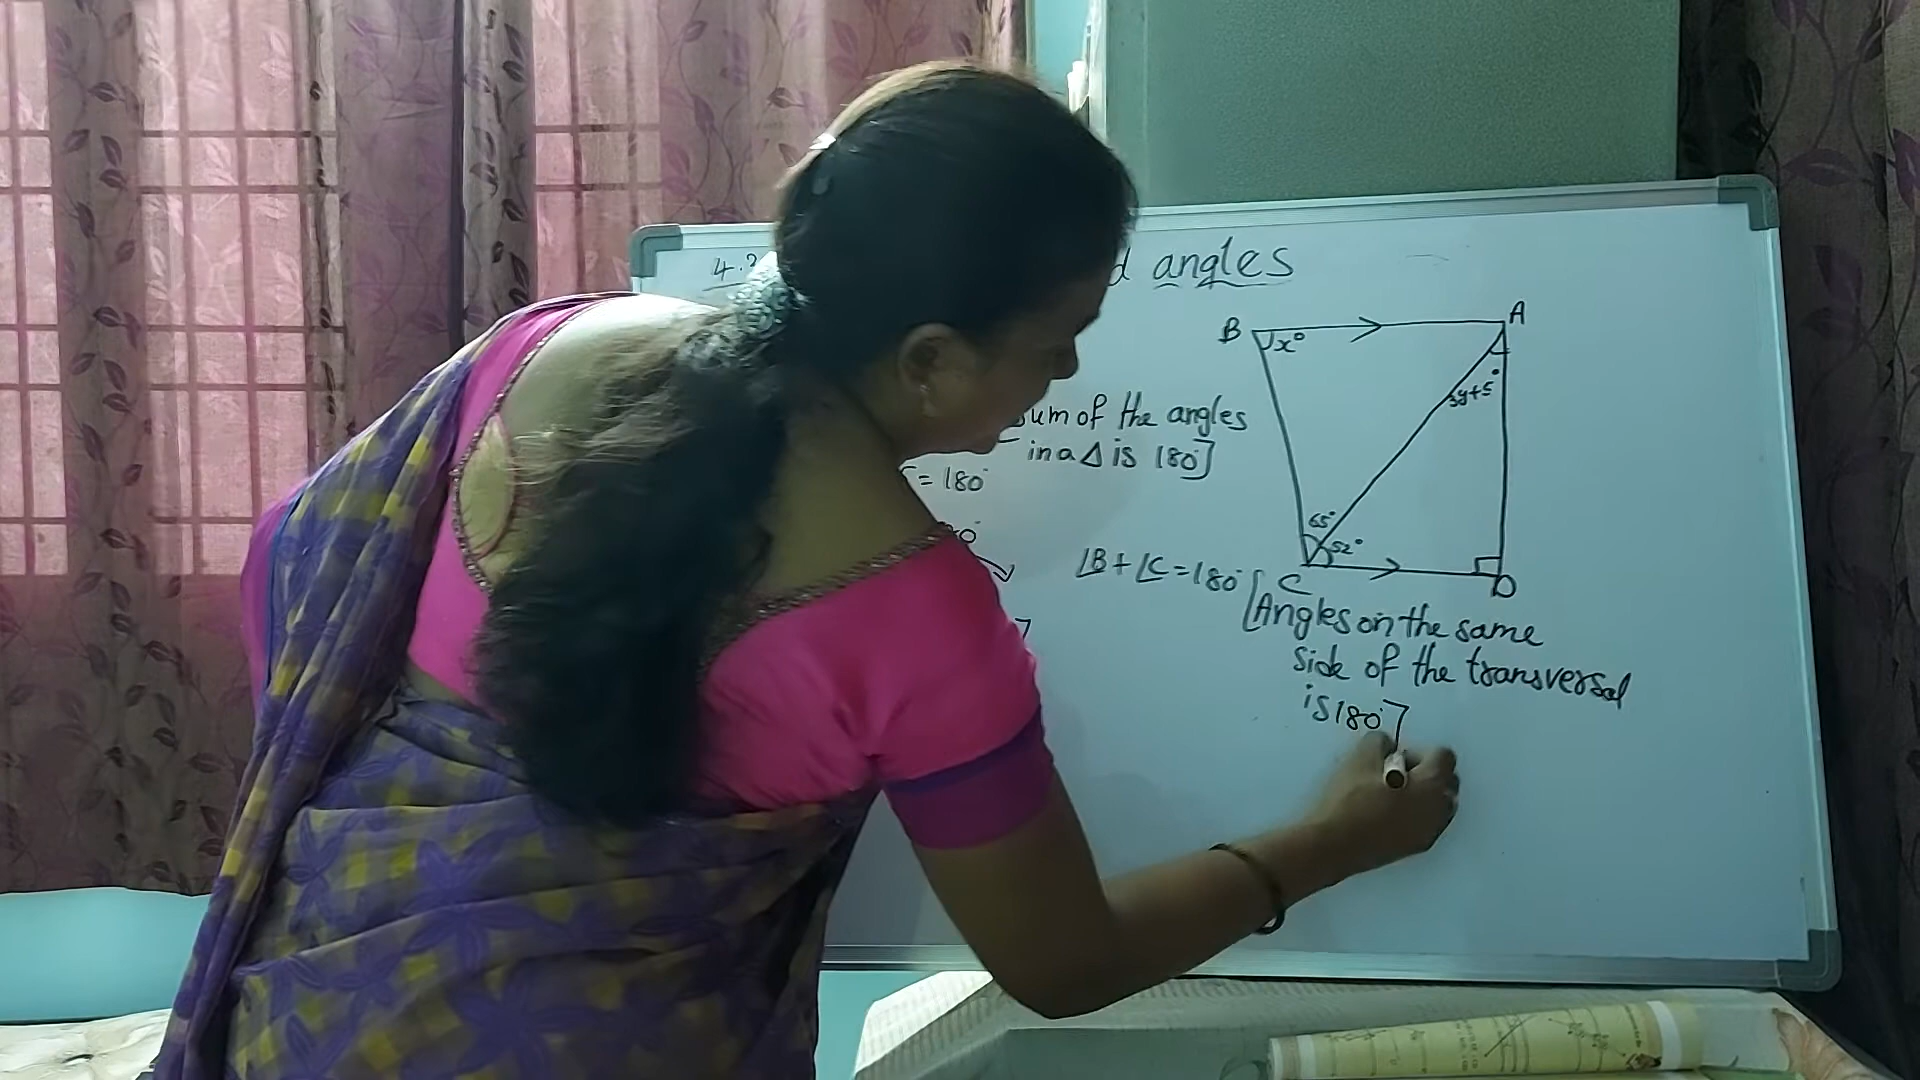 4.
angles
A
B
x°
3y+5°
Sum of the angles
in a Δ is 180°]
= 180°
65°
52°
∠B+∠C=180° [
C
D
Angles on the same
side of the transversal
is 180°]